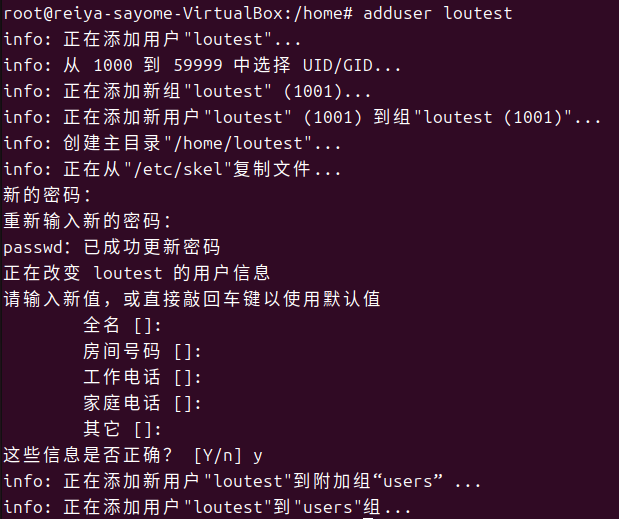 root@reiya-sayome-VirtualBox:/home# adduser loutest
info: 正在添加用户"loutest"...
info: 从 1000 到 59999 中选择 UID/GID...
info: 正在添加新组"loutest" (1001)...
info: 正在添加新用户"loutest" (1001) 到组"loutest (1001)"...
info: 创建主目录"/home/loutest"...
info: 正在从"/etc/skel"复制文件...
新的密码：
重新输入新的密码：
passwd：已成功更新密码
正在改变 loutest 的用户信息
请输入新值，或直接敲回车键以使用默认值
全名 []:
房间号码 []:
工作电话 []:
家庭电话 []:
其它 []:
这些信息是否正确？ [Y/n] y
info: 正在添加新用户"loutest"到附加组“users” ...
info: 正在添加用户"loutest"到"users"组...